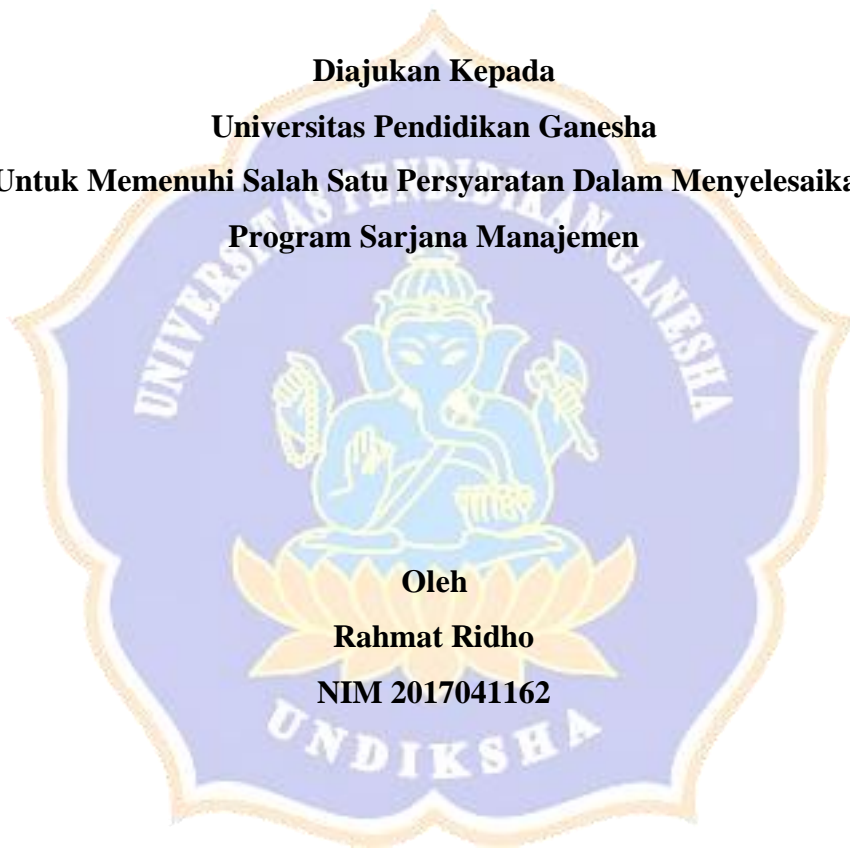 Diajukan Kepada
Universitas Pendidikan Ganesha
Untuk Memenuhi Salah Satu Persyaratan Dalam Menyelesaika
Program Sarjana Manajemen
UNIVERSITAS PENDIDIKAN GANESHA
Oleh
Rahmat Ridho
NIM 2017041162
UNDIKSHA